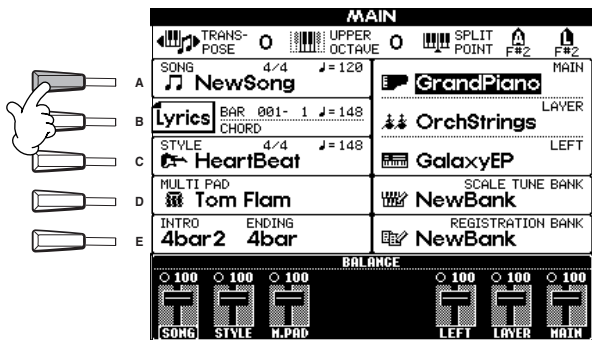 MAIN
TRANS-
POSE 0
UPPER
OCTAVE 0
SPLIT
POINT
A
F#2
L
F#2
SONG 4/4 ♩=120
NewSong
A
Lyrics
BAR 001- 1 ♩=148
CHORD
B
STYLE 4/4 ♩=148
HeartBeat
C
MULTI PAD
Tom Flam
D
INTRO ENDING
4bar2 4bar
E
MAIN
GrandPiano
LAYER
OrchStrings
LEFT
GalaxyEP
SCALE TUNE BANK
NewBank
REGISTRATION BANK
NewBank
BALANCE
100 100 100 100 100 100
SONG STYLE M.PAD LEFT LAYER MAIN